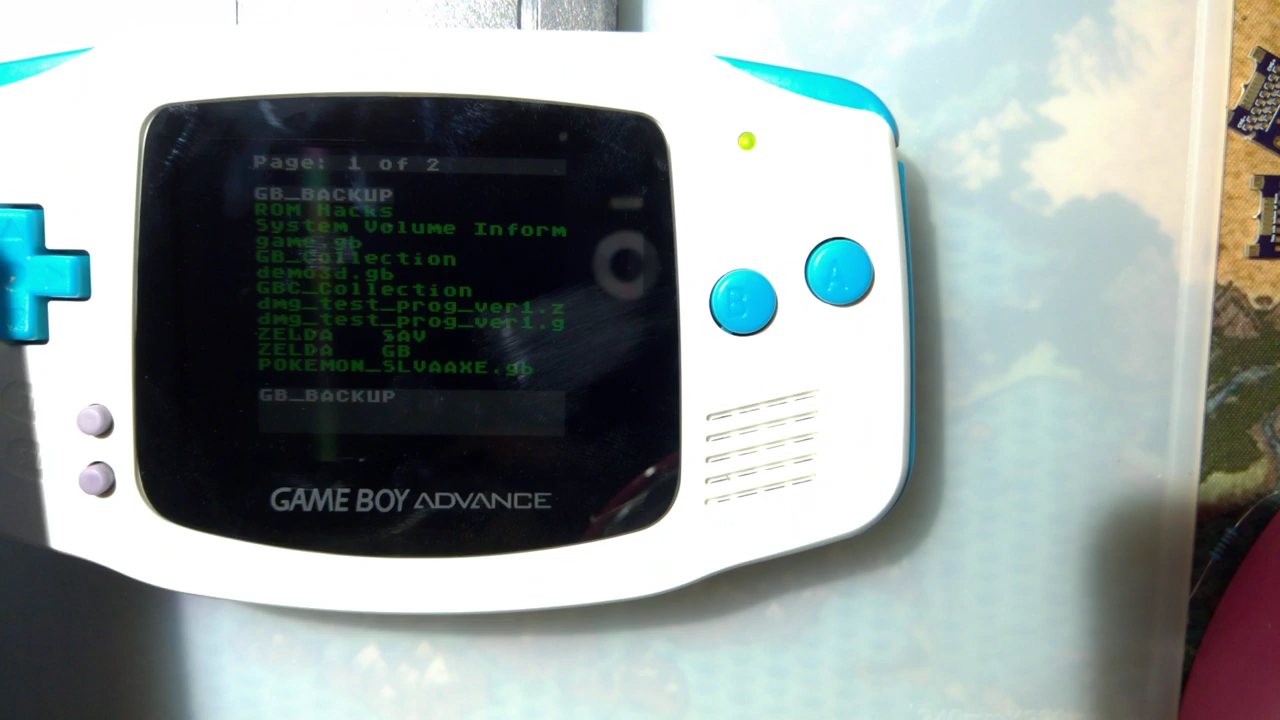 Page: 1 of 2
GB_BACKUP
ROM Hacks
System Volume Inform
game.gb
GB_Collection
demo3d.gb
GBC_Collection
dmg_test_prog_ver1.z
dmg_test_prog_ver1.g
ZELDA SAV
ZELDA GB
POKEMON_SLVAAXE.gb
GB_BACKUP
GAME BOY ADVANCE
B
A